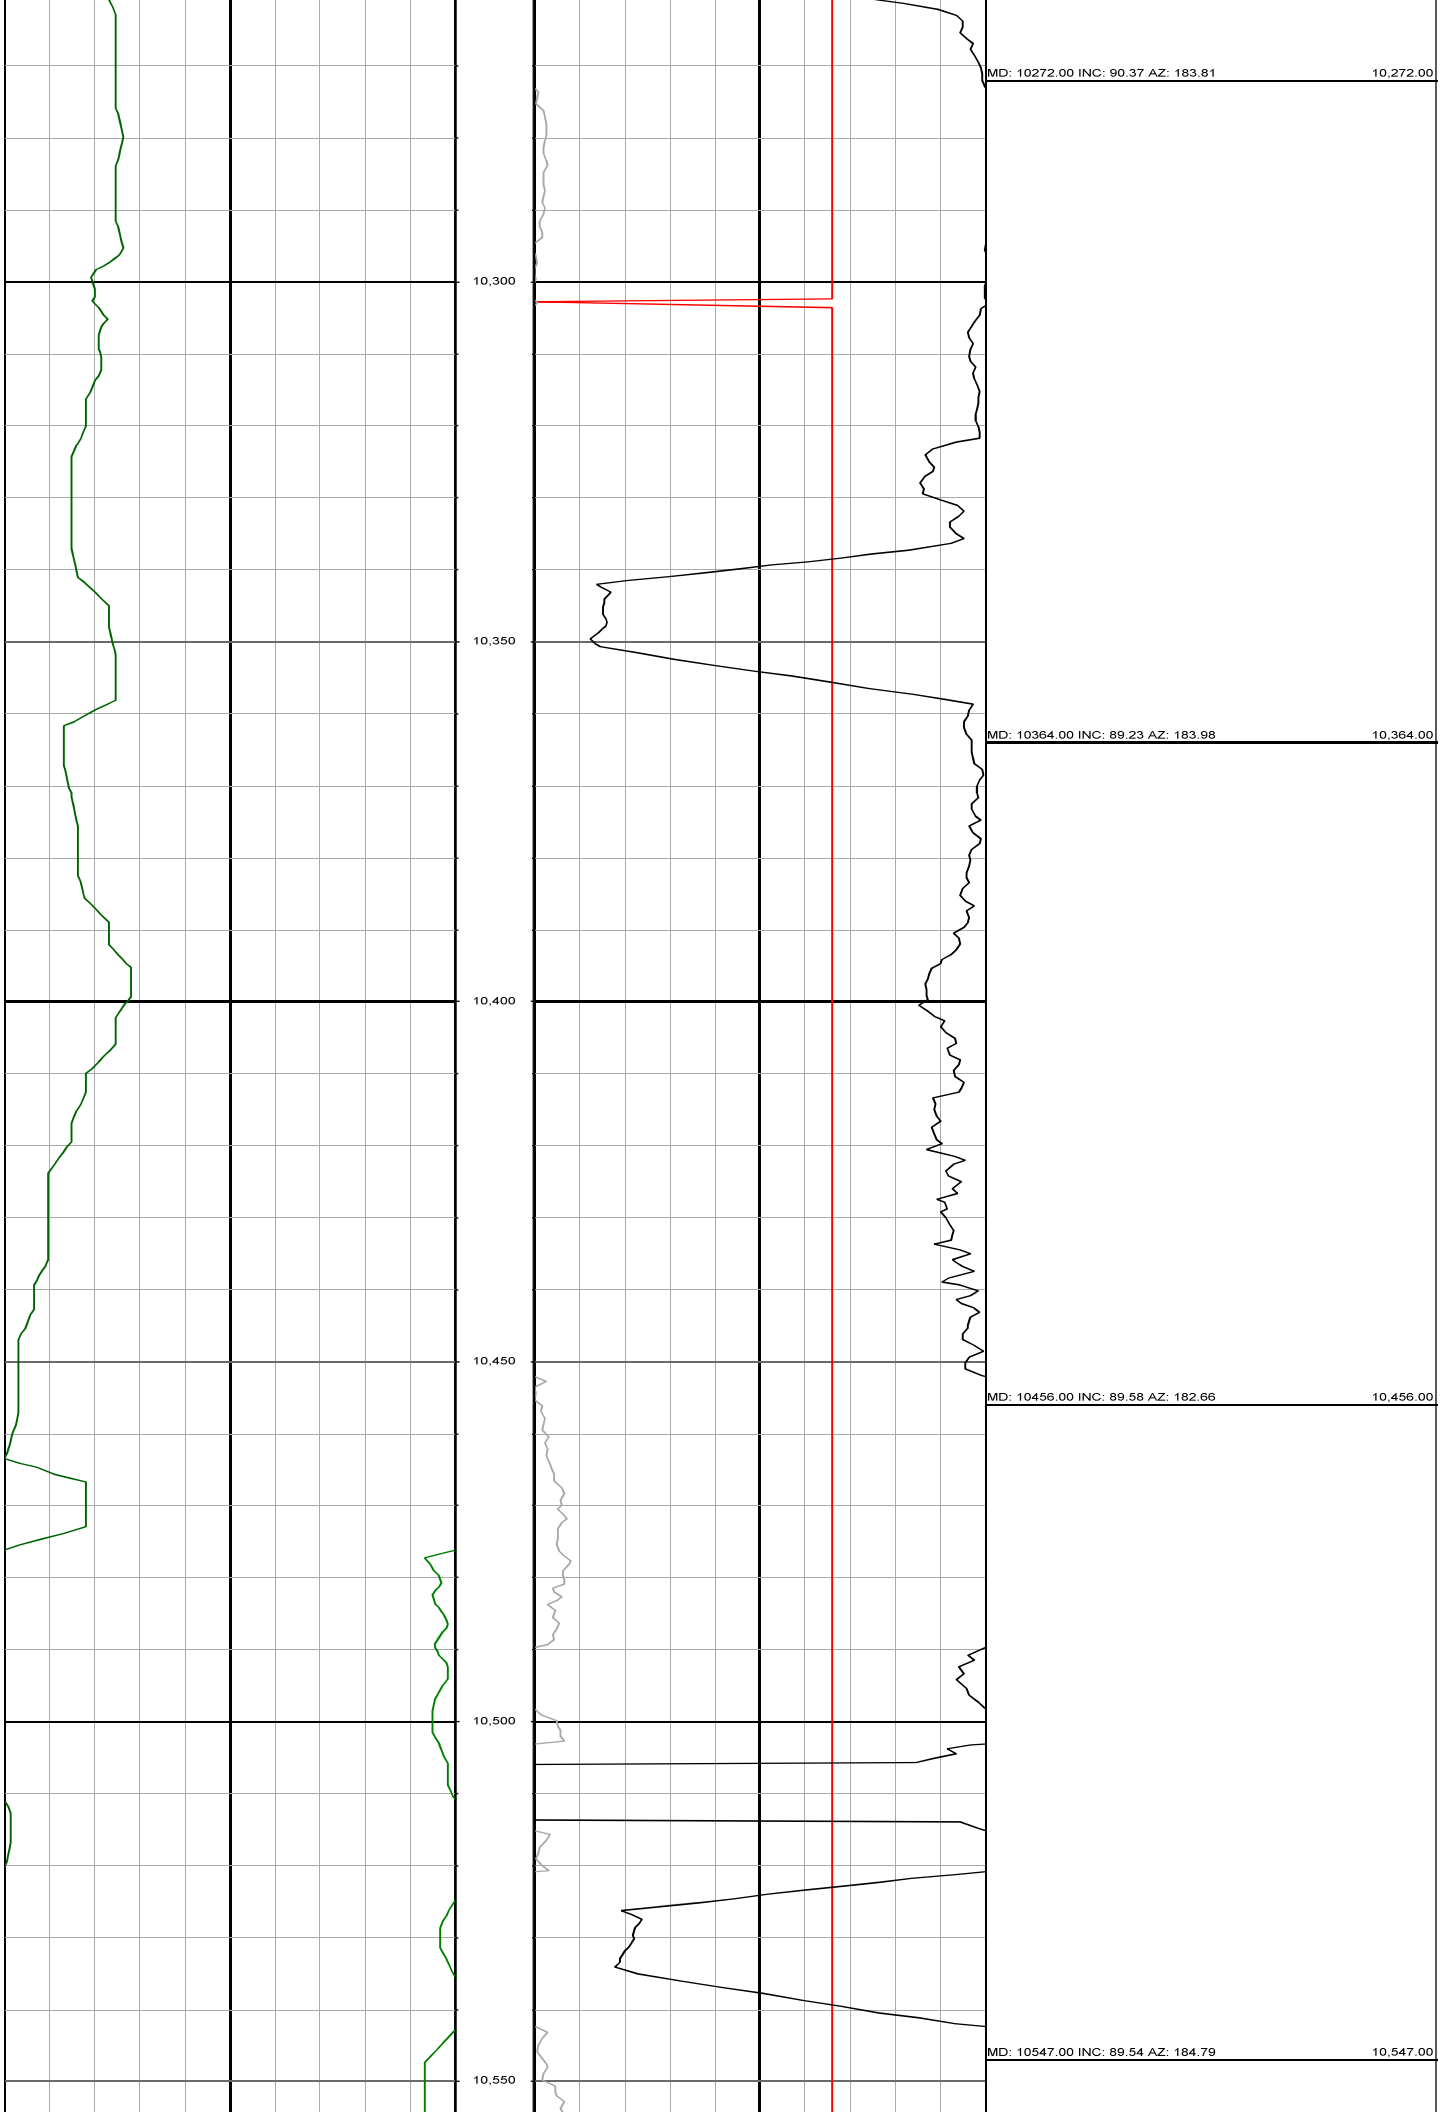 MD: 10272.00 INC: 90.37 AZ: 183.81 10,272.00
10,300
10,350
MD: 10364.00 INC: 89.23 AZ: 183.98 10,364.00
10,400
10,450
MD: 10456.00 INC: 89.58 AZ: 182.66 10,456.00
10,500
MD: 10547.00 INC: 89.54 AZ: 184.79 10,547.00
10,550